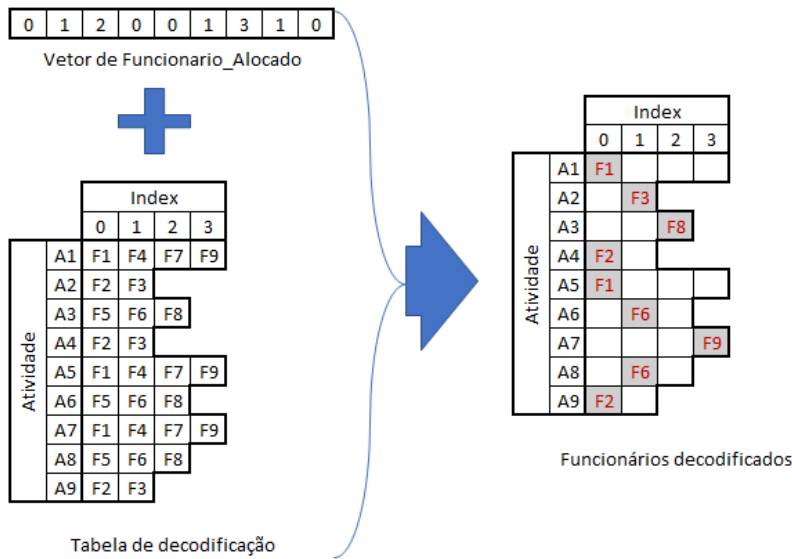 0 1 2 0 0 1 3 1 0
Vetor de Funcionario_Alocado
Index
0 1 2 3
Atividade
A1 F1 F4 F7 F9
A2 F2 F3
A3 F5 F6 F8
A4 F2 F3
A5 F1 F4 F7 F9
A6 F5 F6 F8
A7 F1 F4 F7 F9
A8 F5 F6 F8
A9 F2 F3
Tabela de decodificação
Index
0 1 2 3
Atividade
A1 F1
A2 F3
A3 F8
A4 F2
A5 F1
A6 F6
A7 F9
A8 F6
A9 F2
Funcionários decodificados